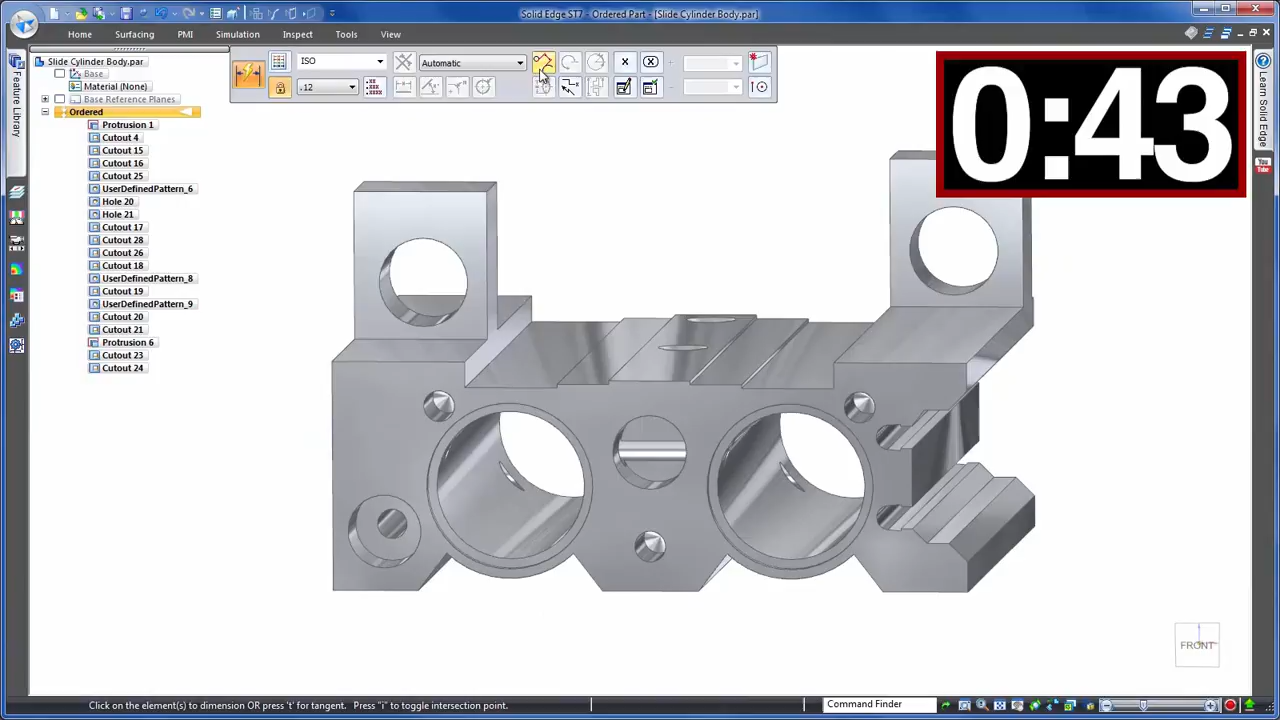 Solid Edge ST7 - Ordered Part - [Slide Cylinder Body.par]
Home
Surfacing
PMI
Simulation
Inspect
Tools
View
ISO
Automatic
.12
0:43
Feature Library
Slide Cylinder Body.par
Base
Material (None)
Base Reference Planes
Ordered
Protrusion 1
Cutout 4
Cutout 15
Cutout 16
Cutout 25
UserDefinedPattern_6
Hole 20
Hole 21
Cutout 17
Cutout 28
Cutout 26
Cutout 18
UserDefinedPattern_8
Cutout 19
UserDefinedPattern_9
Cutout 20
Cutout 21
Protrusion 6
Cutout 23
Cutout 24
Learn Solid Edge
You Tube
FRONT
Click on the element(s) to dimension OR press 't' for tangent. Press "i" to toggle intersection point.
Command Finder